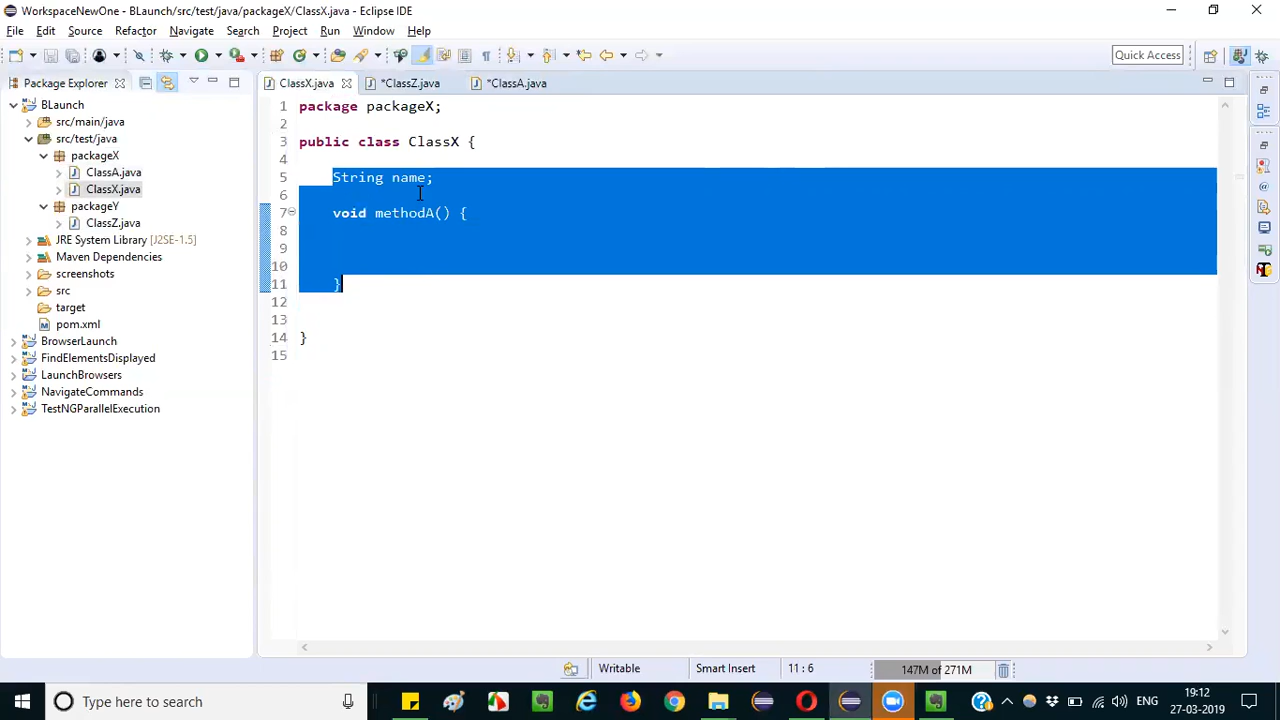 WorkspaceNewOne - BLaunch/src/test/java/packageX/ClassX.java - Eclipse IDE
File Edit Source Refactor Navigate Search Project Run Window Help
Quick Access
Package Explorer
ClassX.java *ClassZ.java *ClassA.java
BLaunch
src/main/java
src/test/java
packageX
ClassA.java
ClassX.java
packageY
ClassZ.java
JRE System Library [J2SE-1.5]
Maven Dependencies
screenshots
src
target
pom.xml
BrowserLaunch
FindElementsDisplayed
LaunchBrowsers
NavigateCommands
TestNGParallelExecution
1 package packageX;
2
3 public class ClassX {
4
5 String name;
6
7 void methodA() {
8
9
10
11 }
12
13
14 }
15
Writable Smart Insert 11 : 6 147M of 271M
Type here to search
ENG
19:12
27-03-2019